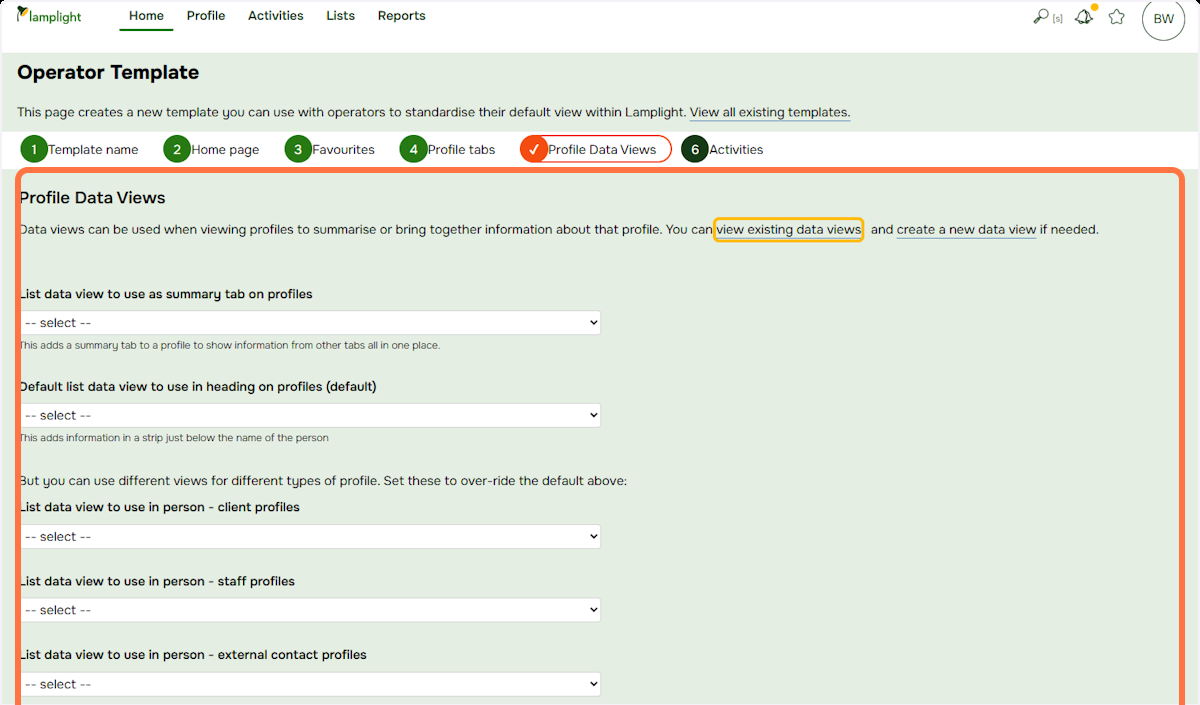 lamplight Home Profile Activities Lists Reports [s] BW
Operator Template
This page creates a new template you can use with operators to standardise their default view within Lamplight. View all existing templates.
1 Template name 2 Home page 3 Favourites 4 Profile tabs ✓ Profile Data Views 6 Activities
Profile Data Views
Data views can be used when viewing profiles to summarise or bring together information about that profile. You can view existing data views and create a new data view if needed.
List data view to use as summary tab on profiles
-- select --
This adds a summary tab to a profile to show information from other tabs all in one place.
Default list data view to use in heading on profiles (default)
-- select --
This adds information in a strip just below the name of the person
But you can use different views for different types of profile. Set these to over-ride the default above:
List data view to use in person - client profiles
-- select --
List data view to use in person - staff profiles
-- select --
List data view to use in person - external contact profiles
-- select --